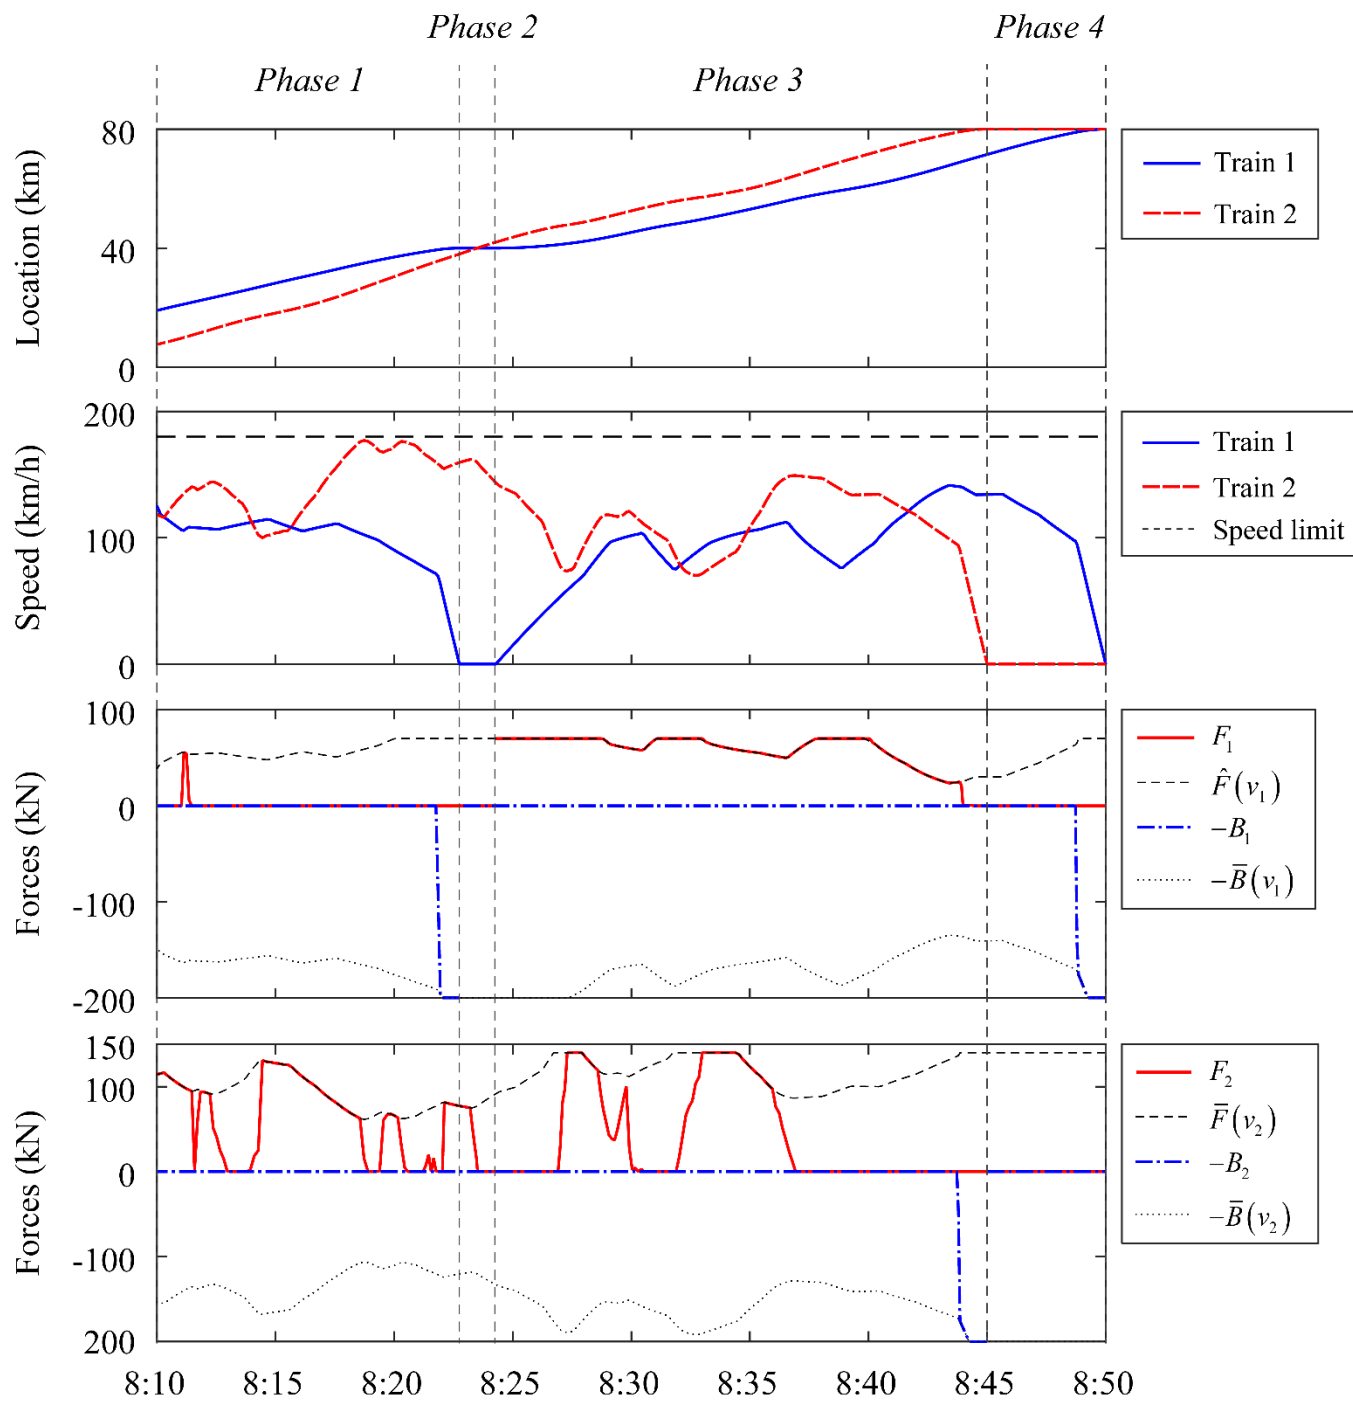 Phase 2
Phase 4
Phase 1
Phase 3
Location (km)
80
40
0
Train 1
Train 2
Speed (km/h)
200
100
0
Train 1
Train 2
Speed limit
Forces (kN)
100
0
-100
-200
F₁
F̂(v₁)
−B₁
−B̅(v₁)
Forces (kN)
150
100
0
-100
200
F₂
F̅(v₂)
−B₂
−B̅(v₂)
8:10 8:15 8:20 8:25 8:30 8:35 8:40 8:45 8:50